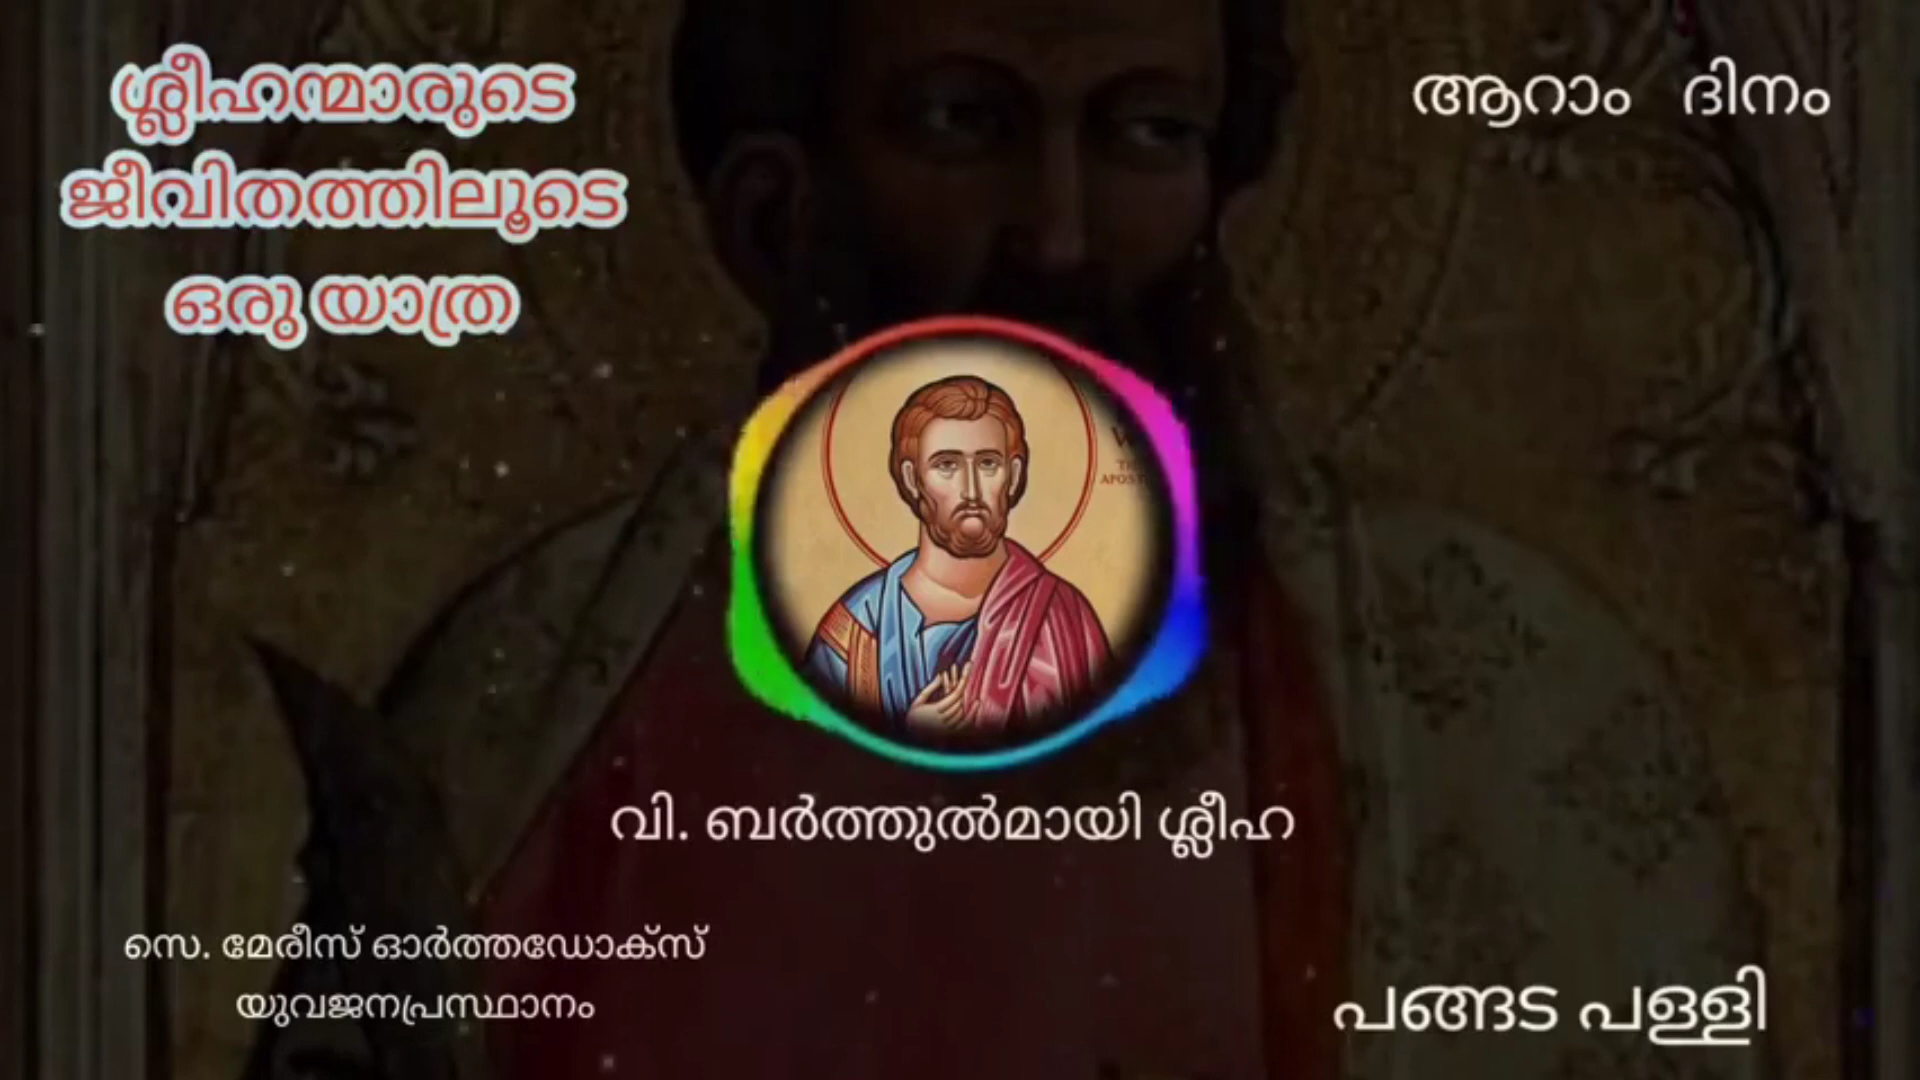 ശ്ലീഹന്മാരുടെ
ജീവിതത്തിലൂടെ
ഒരു യാത്ര
ആറാം ദിനം
വി. ബർത്തുൽമായി ശ്ലീഹ
സെ. മേരീസ് ഓർത്തഡോക്സ്
യുവജനപ്രസ്ഥാനം
പങ്ങട പള്ളി